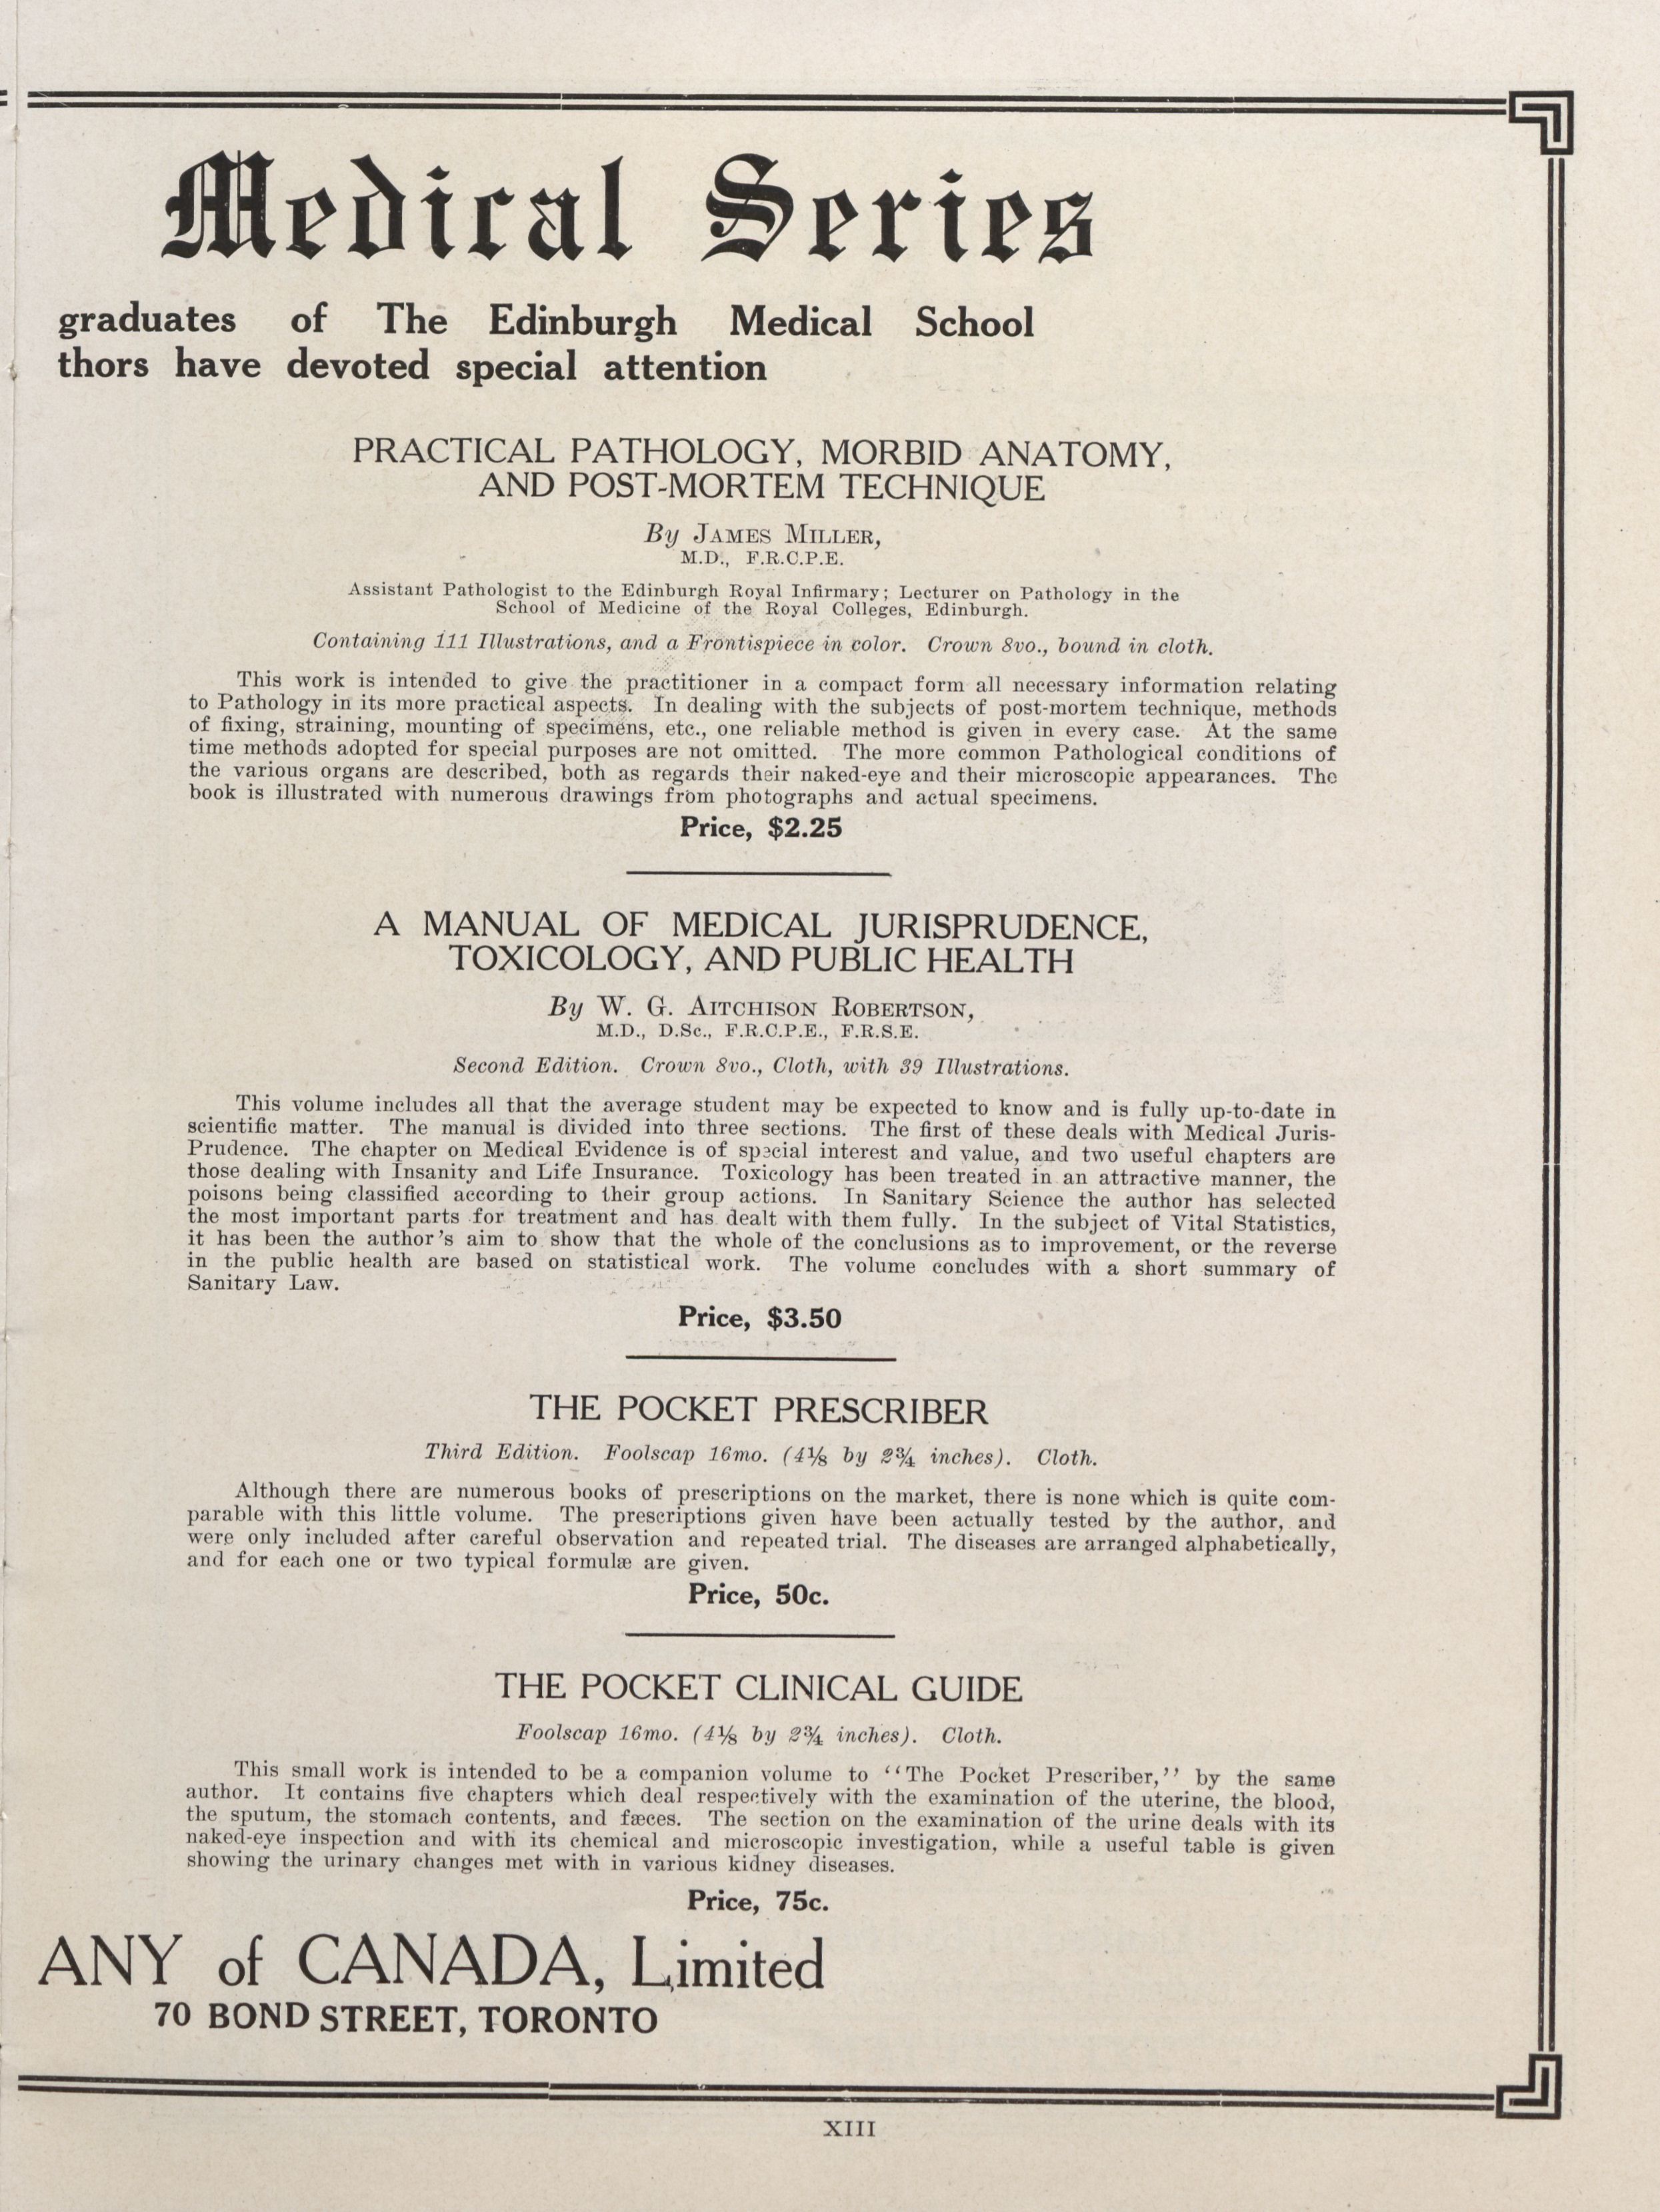 Medical Series
graduates of The Edinburgh Medical School
thors have devoted special attention
PRACTICAL PATHOLOGY, MORBID ANATOMY,
AND POST-MORTEM TECHNIQUE
By JAMES MILLER,
M.D., F.R.C.P.E.
Assistant Pathologist to the Edinburgh Royal Infirmary; Lecturer on Pathology in the
School of Medicine of the Royal Colleges, Edinburgh.
Containing 111 Illustrations, and a Frontispiece in color. Crown 8vo., bound in cloth.
This work is intended to give the practitioner in a compact form all necessary information relating
to Pathology in its more practical aspects. In dealing with the subjects of post-mortem technique, methods
of fixing, straining, mounting of specimens, etc., one reliable method is given in every case. At the same
time methods adopted for special purposes are not omitted. The more common Pathological conditions of
the various organs are described, both as regards their naked-eye and their microscopic appearances. The
book is illustrated with numerous drawings from photographs and actual specimens.
Price, $2.25
A MANUAL OF MEDICAL JURISPRUDENCE,
TOXICOLOGY, AND PUBLIC HEALTH
By W. G. AITCHISON ROBERTSON,
M.D., D.Sc., F.R.C.P.E., F.R.S.E.
Second Edition. Crown 8vo., Cloth, with 39 Illustrations.
This volume includes all that the average student may be expected to know and is fully up-to-date in
scientific matter. The manual is divided into three sections. The first of these deals with Medical Juris-
Prudence. The chapter on Medical Evidence is of special interest and value, and two useful chapters are
those dealing with Insanity and Life Insurance. Toxicology has been treated in an attractive manner, the
poisons being classified according to their group actions. In Sanitary Science the author has selected
the most important parts for treatment and has dealt with them fully. In the subject of Vital Statistics,
it has been the author's aim to show that the whole of the conclusions as to improvement, or the reverse
in the public health are based on statistical work. The volume concludes with a short summary of
Sanitary Law.
Price, $3.50
THE POCKET PRESCRIBER
Third Edition. Foolscap 16mo. (4⅛ by 2¾ inches). Cloth.
Although there are numerous books of prescriptions on the market, there is none which is quite com-
parable with this little volume. The prescriptions given have been actually tested by the author, and
were only included after careful observation and repeated trial. The diseases are arranged alphabetically,
and for each one or two typical formulæ are given.
Price, 50c.
THE POCKET CLINICAL GUIDE
Foolscap 16mo. (4⅛ by 2¾ inches). Cloth.
This small work is intended to be a companion volume to ''The Pocket Prescriber,'' by the same
author. It contains five chapters which deal respectively with the examination of the uterine, the blood,
the sputum, the stomach contents, and fæces. The section on the examination of the urine deals with its
naked-eye inspection and with its chemical and microscopic investigation, while a useful table is given
showing the urinary changes met with in various kidney diseases.
Price, 75c.
ANY of CANADA, Limited
70 BOND STREET, TORONTO
XIII